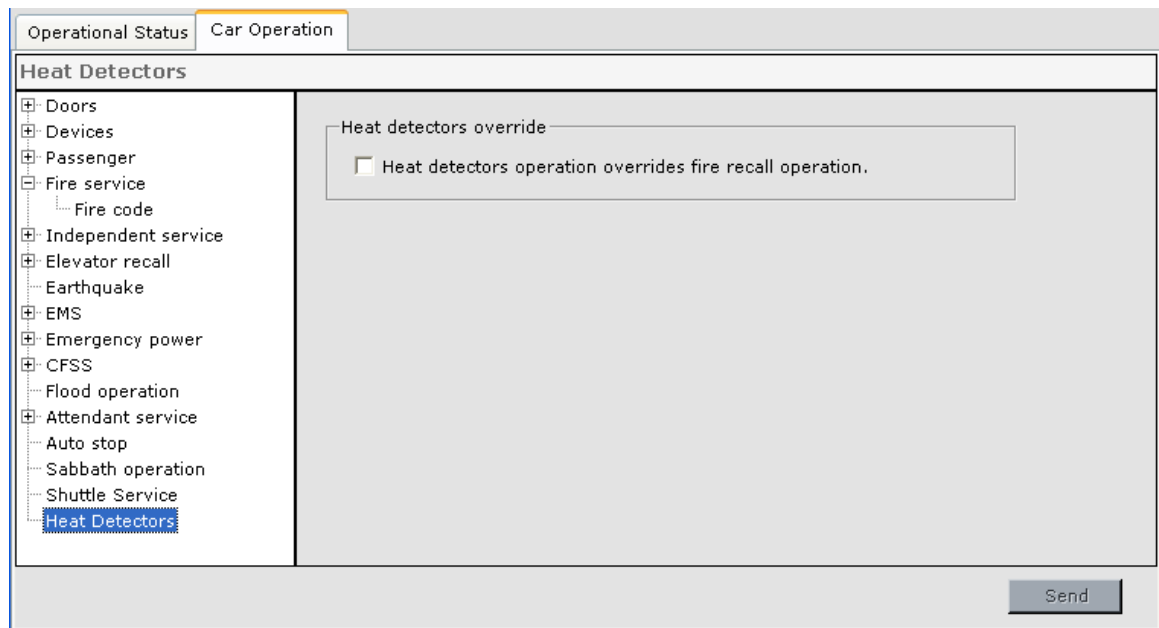 Operational Status
Car Operation
Heat Detectors
Doors
Devices
Passenger
Fire service
Fire code
Independent service
Elevator recall
Earthquake
EMS
Emergency power
CFSS
Flood operation
Attendant service
Auto stop
Sabbath operation
Shuttle Service
Heat Detectors
Heat detectors override
Heat detectors operation overrides fire recall operation.
Send